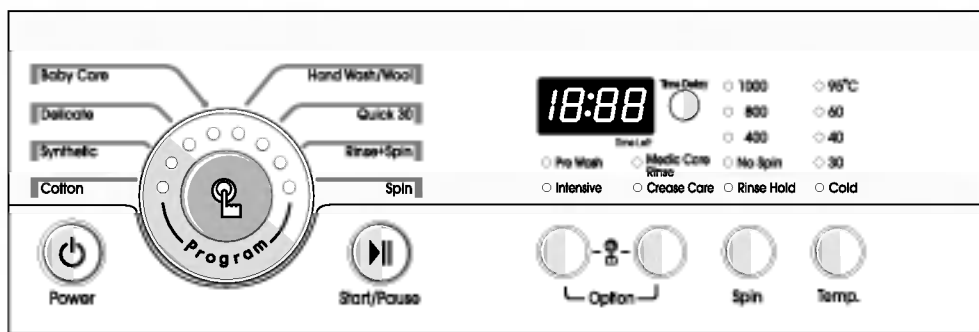 Baby Care
Delicate
Synthetic
Cotton
Hand Wash/Wool
Quick 30
Rinse+Spin
Spin
Program
Power
Start/Pause
18:88
Time Delay
Time Left
Pre Wash
Medic Care Rinse
Intensive
Crease Care
1000
800
400
No Spin
Rinse Hold
95°C
60
40
30
Cold
Option
Spin
Temp.